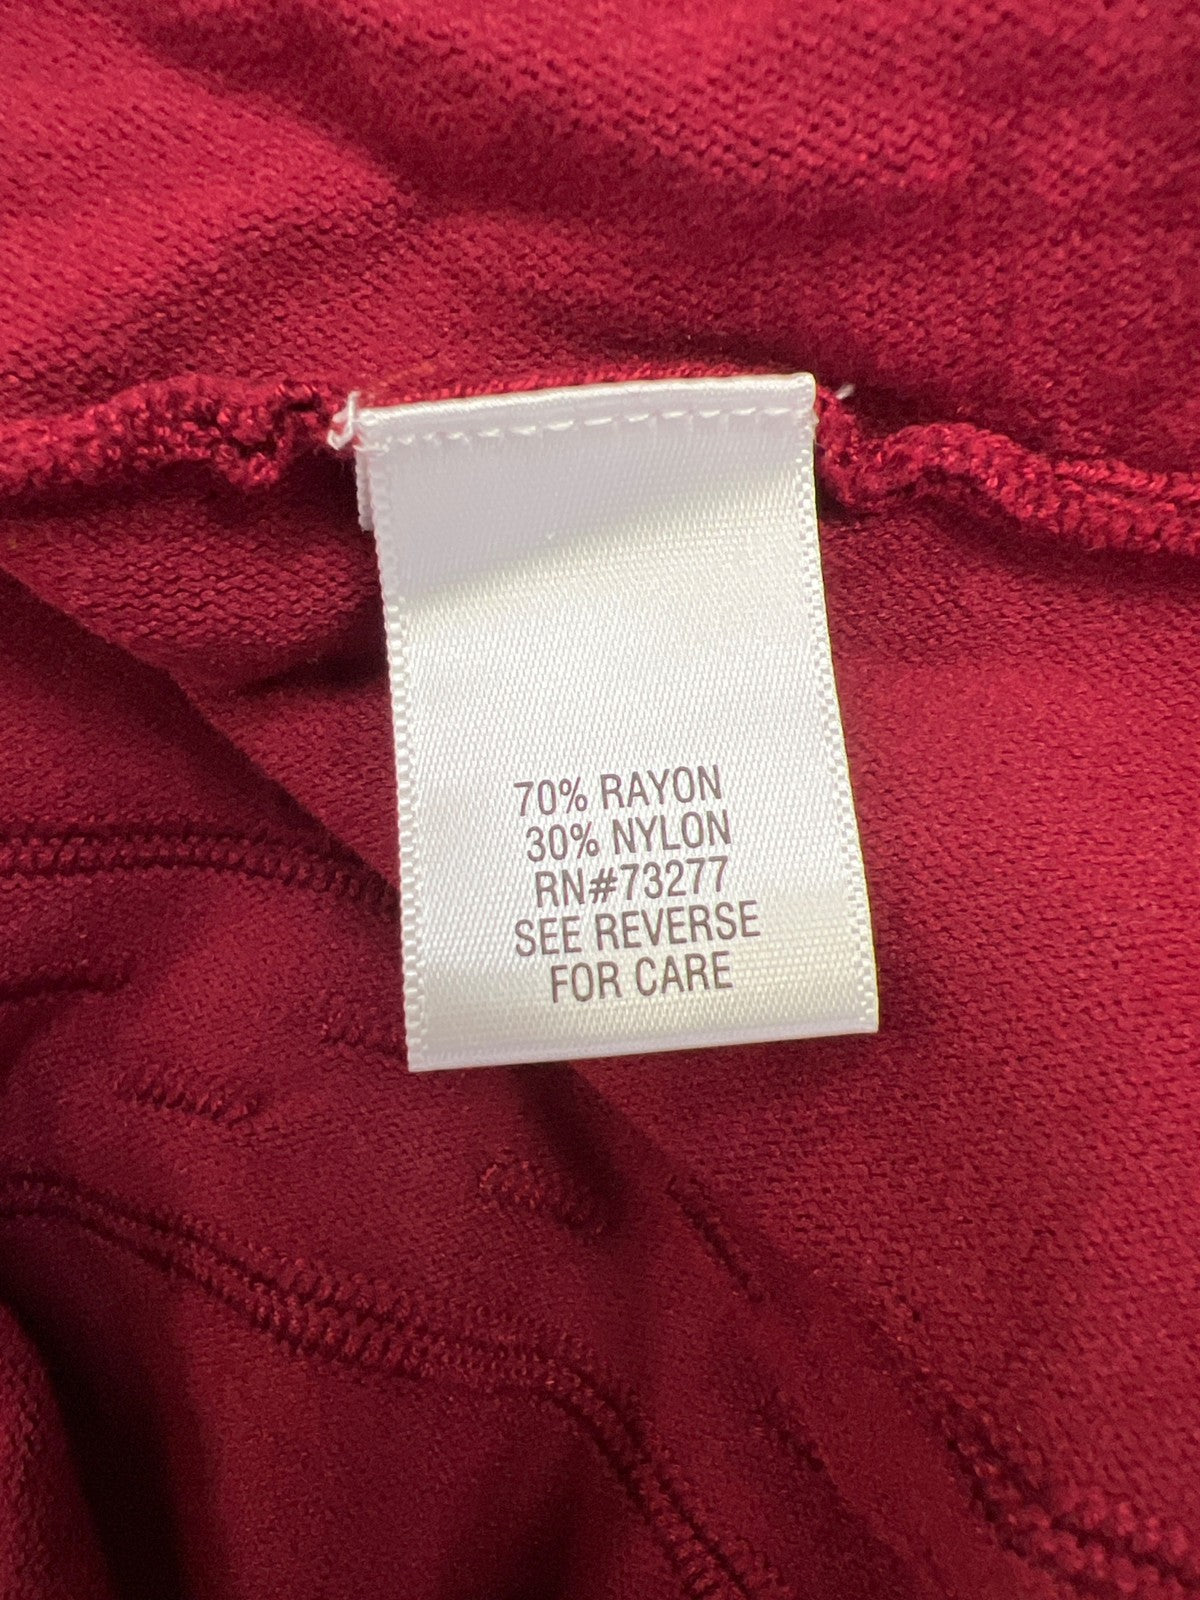 70% RAYON
30% NYLON
RN#73277
SEE REVERSE
FOR CARE